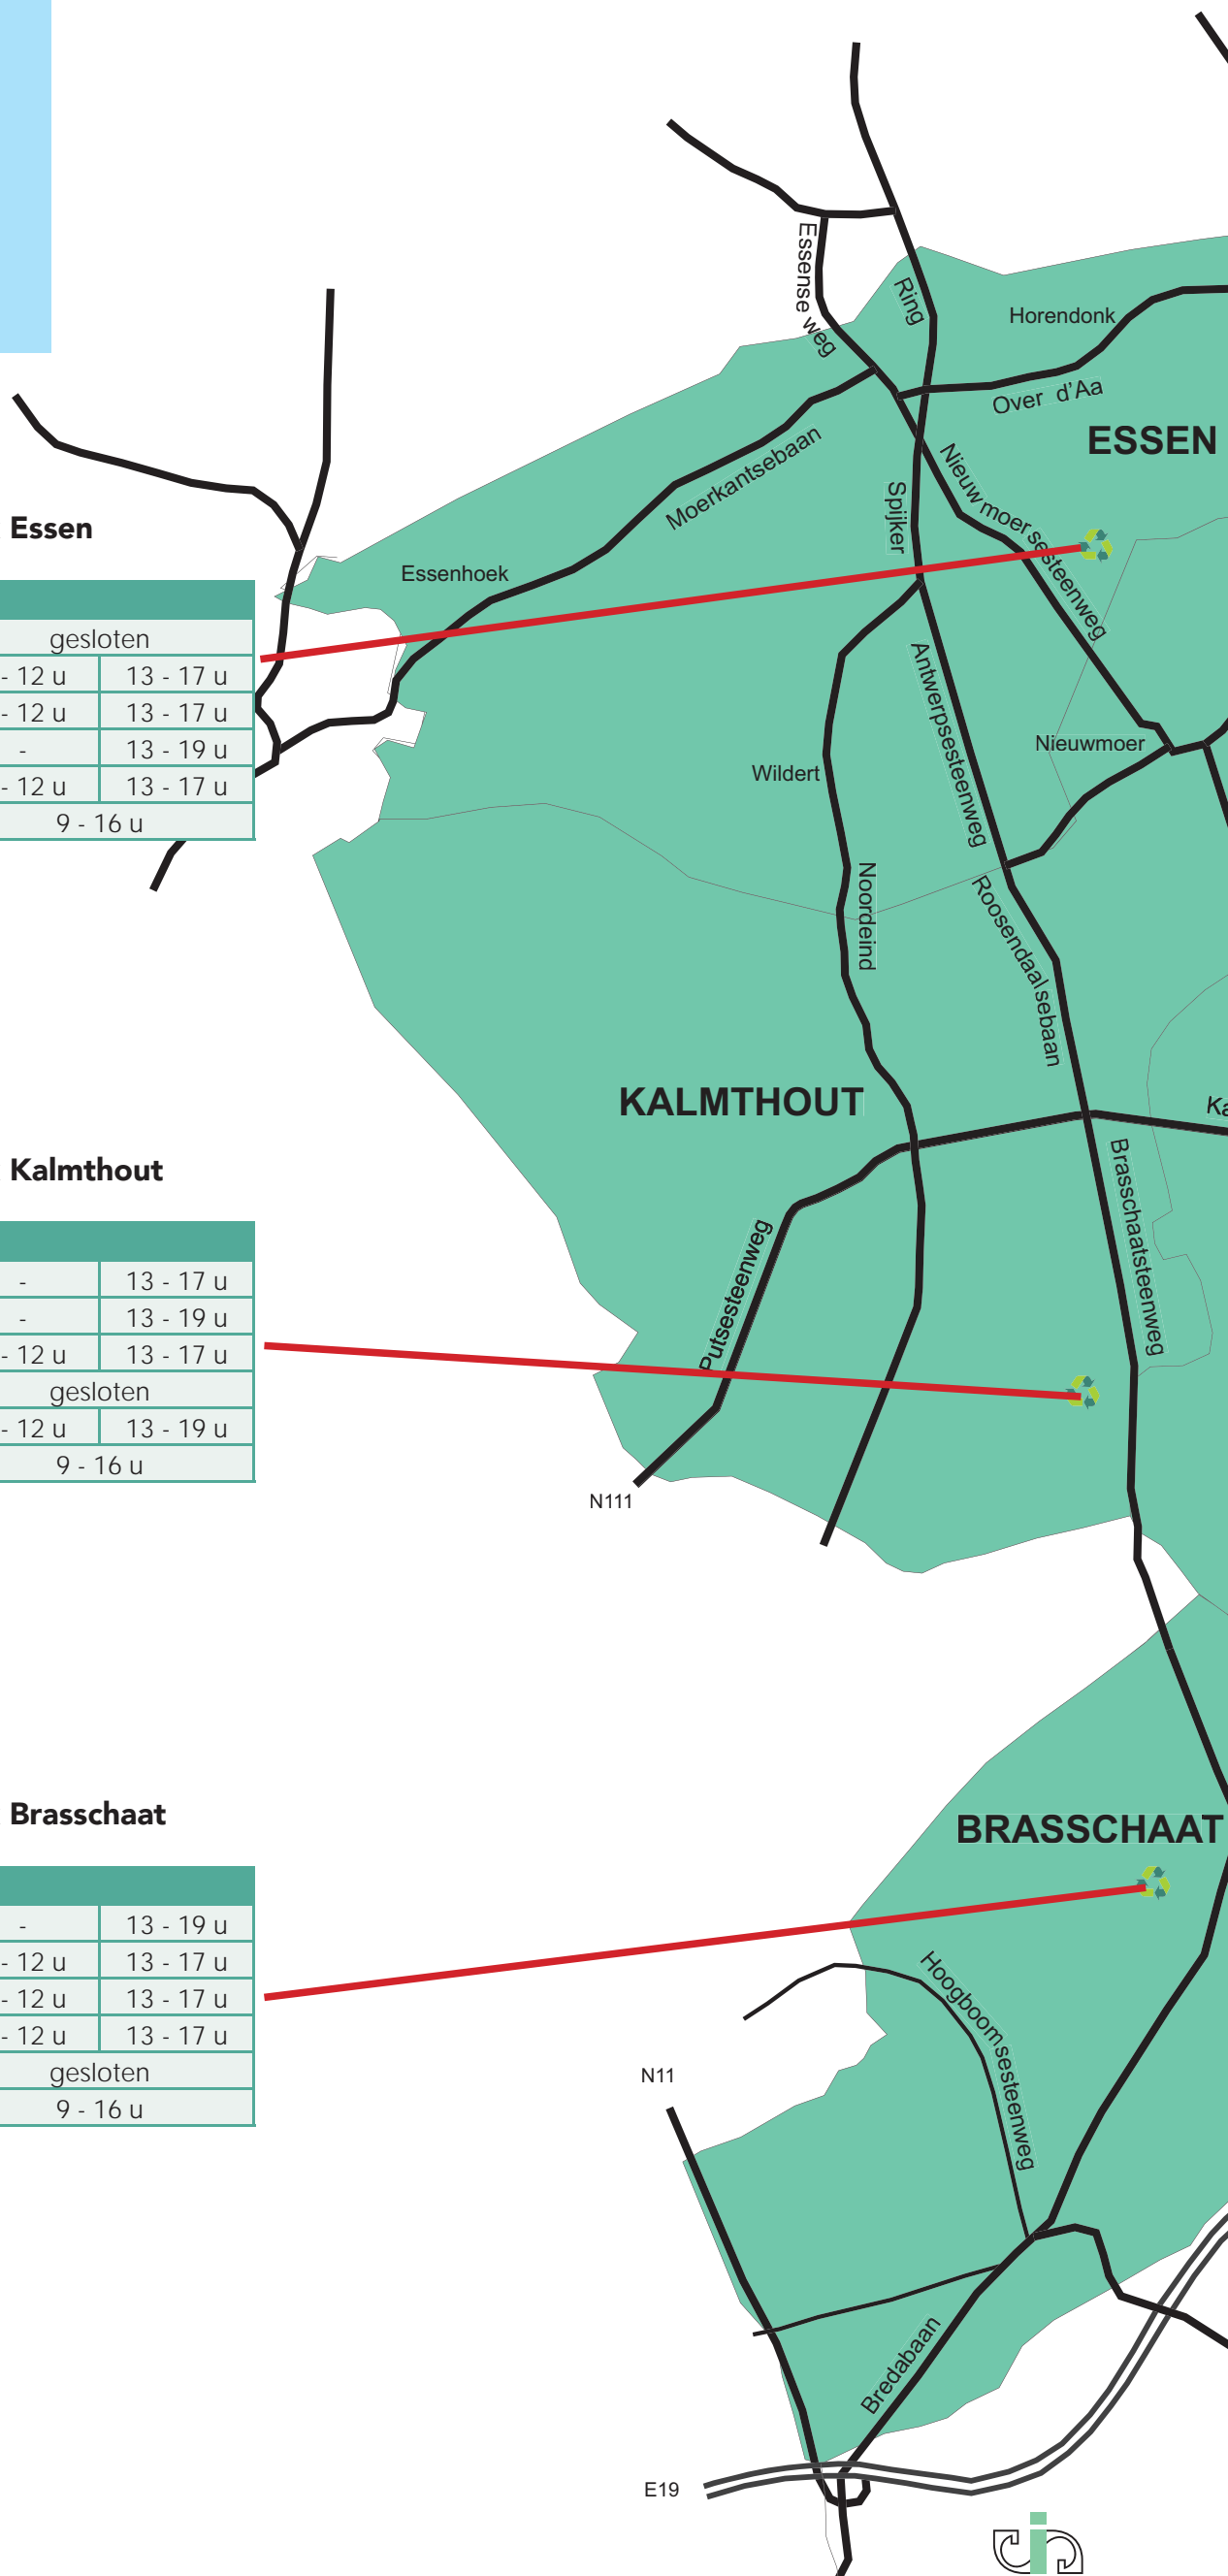 Essense weg
Ring
Horendonk
Over d'Aa
ESSEN
Moerkantsebaan
Nieuwmoersesteenweg
Spijker
Essen
Essenhoek
gesloten
- 12 u 13 - 17 u
- 12 u 13 - 17 u
- 13 - 19 u
- 12 u 13 - 17 u
9 - 16 u
Antwerpsesteenweg
Nieuwmoer
Wildert
Noordeind
Roosendaalsebaan
KALMTHOUT
Ka
Brasschaatsteenweg
Kalmthout
Putsesteenweg
- 13 - 17 u
- 13 - 19 u
- 12 u 13 - 17 u
gesloten
- 12 u 13 - 19 u
9 - 16 u
N111
Brasschaat
BRASSCHAAT
- 13 - 19 u
- 12 u 13 - 17 u
- 12 u 13 - 17 u
- 12 u 13 - 17 u
gesloten
9 - 16 u
Hoogboomsesteenweg
N11
Bredabaan
E19